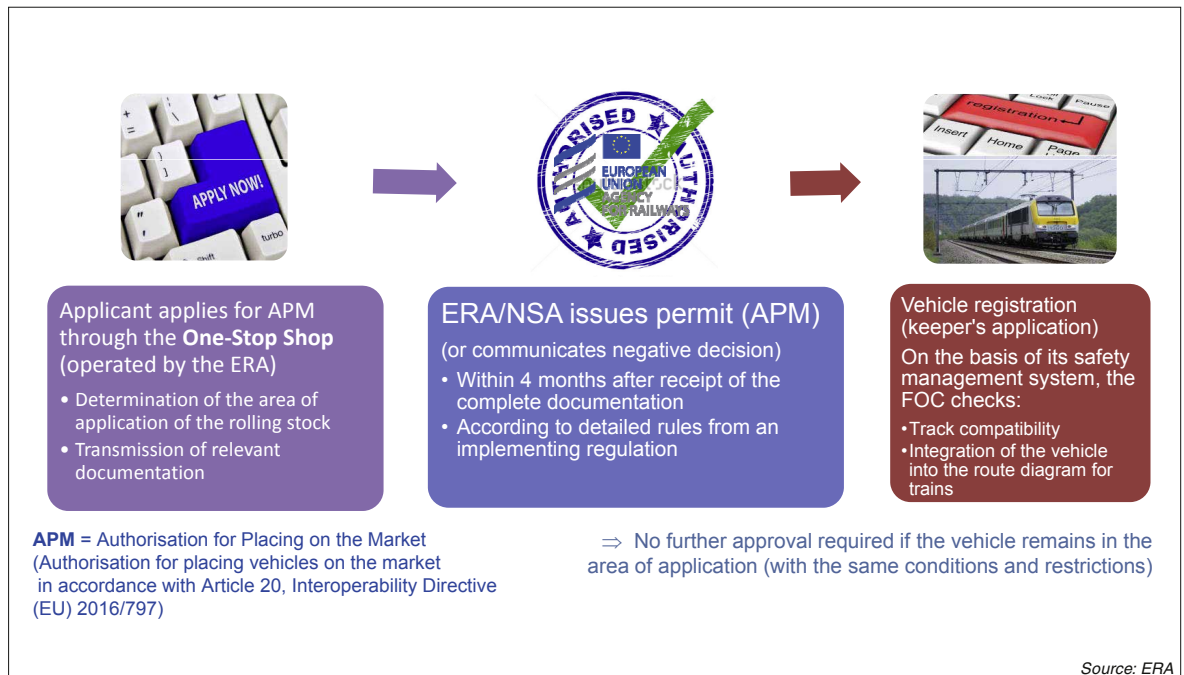 +
=
;
/
}
]
"
,
APPLY NOW!
Shift
turbo
AUTHORISED
AUTHORISED
EUROPEAN
UNION
AGENCY
FOR RAILWAYS
Lock
Pause
registration
Insert
Home
Page
Applicant applies for APM
through the One-Stop Shop
(operated by the ERA)
• Determination of the area of
application of the rolling stock
• Transmission of relevant
documentation
ERA/NSA issues permit (APM)
(or communicates negative decision)
• Within 4 months after receipt of the
complete documentation
• According to detailed rules from an
implementing regulation
Vehicle registration
(keeper's application)
On the basis of its safety
management system, the
FOC checks:
•Track compatibility
•Integration of the vehicle
into the route diagram for
trains
APM = Authorisation for Placing on the Market
(Authorisation for placing vehicles on the market
in accordance with Article 20, Interoperability Directive
(EU) 2016/797)
⇒ No further approval required if the vehicle remains in the
area of application (with the same conditions and restrictions)
Source: ERA